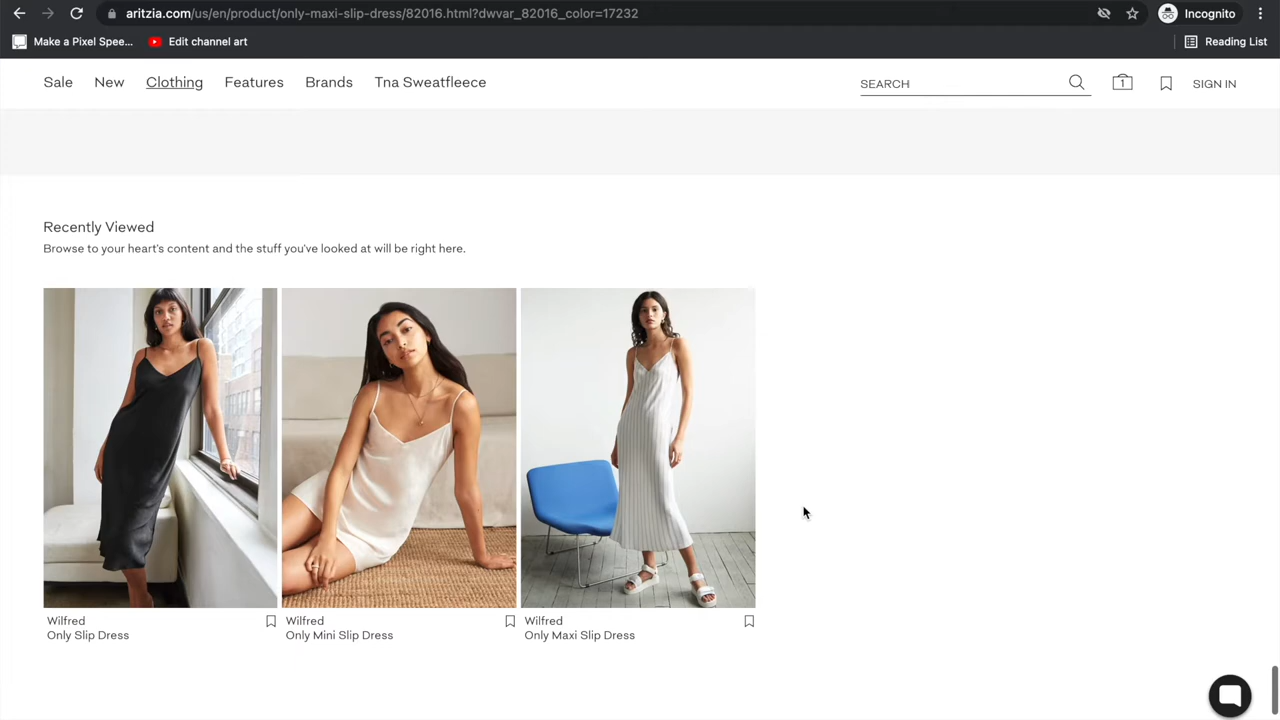 aritzia.com/us/en/product/only-maxi-slip-dress/82016.html?dwvar_82016_color=17232
Incognito
Make a Pixel Spee...
Edit channel art
Reading List
Sale
New
Clothing
Features
Brands
Tna Sweatfleece
SEARCH
1
SIGN IN
Recently Viewed
Browse to your heart's content and the stuff you've looked at will be right here.
Wilfred
Only Slip Dress
Wilfred
Only Mini Slip Dress
Wilfred
Only Maxi Slip Dress